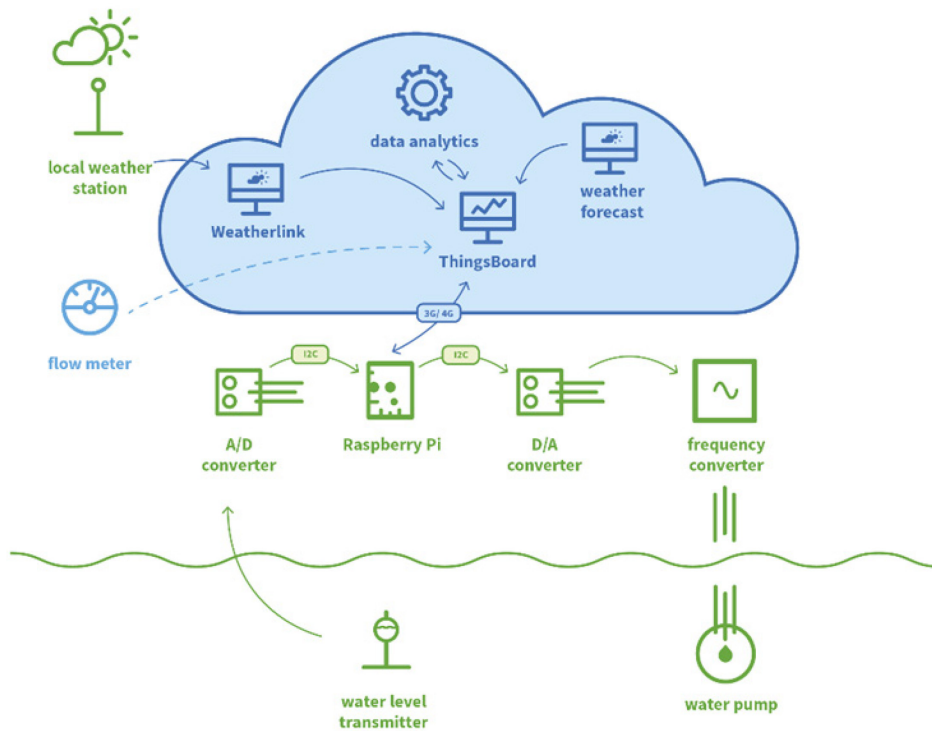 data analytics
local weather
station
weather
forecast
Weatherlink
ThingsBoard
3G/ 4G
flow meter
I2C
I2C
A/D
converter
Raspberry Pi
D/A
converter
frequency
converter
water level
transmitter
water pump